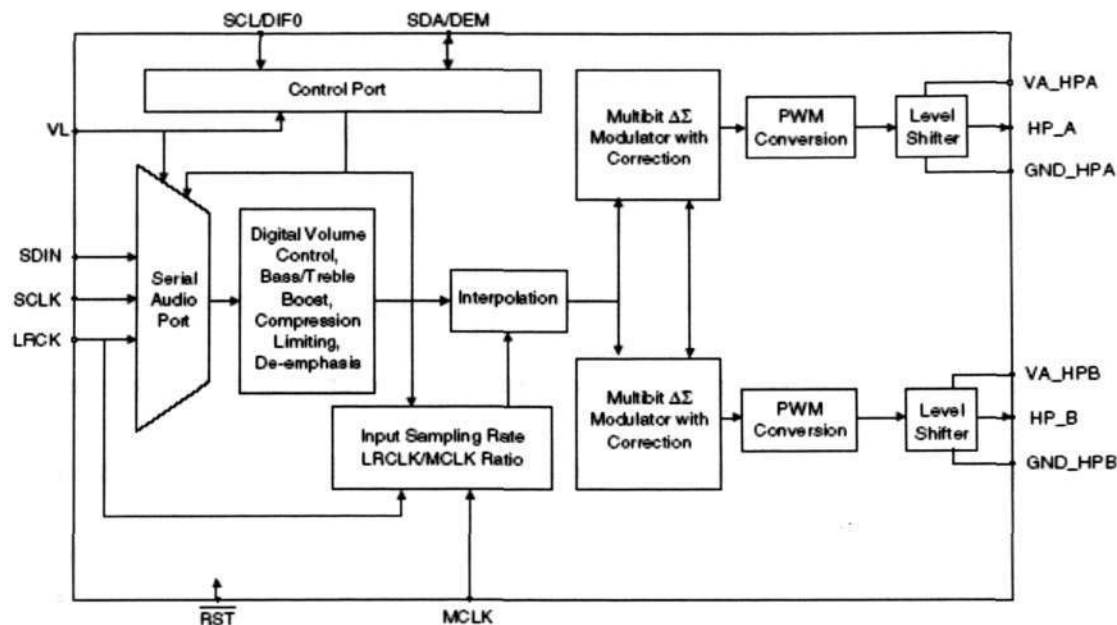 SCL/DIF0
SDA/DEM
Control Port
VL
SDIN
SCLK
LRCK
Serial
Audio
Port
Digital Volume
Control,
Bass/Treble
Boost,
Compression
Limiting,
De-emphasis
Interpolation
Input Sampling Rate
LRCLK/MCLK Ratio
Multibit ΔΣ
Modulator with
Correction
PWM
Conversion
Level
Shifter
VA_HPA
HP_A
GND_HPA
Multibit ΔΣ
Modulator with
Correction
PWM
Conversion
Level
Shifter
VA_HPB
HP_B
GND_HPB
RST
MCLK